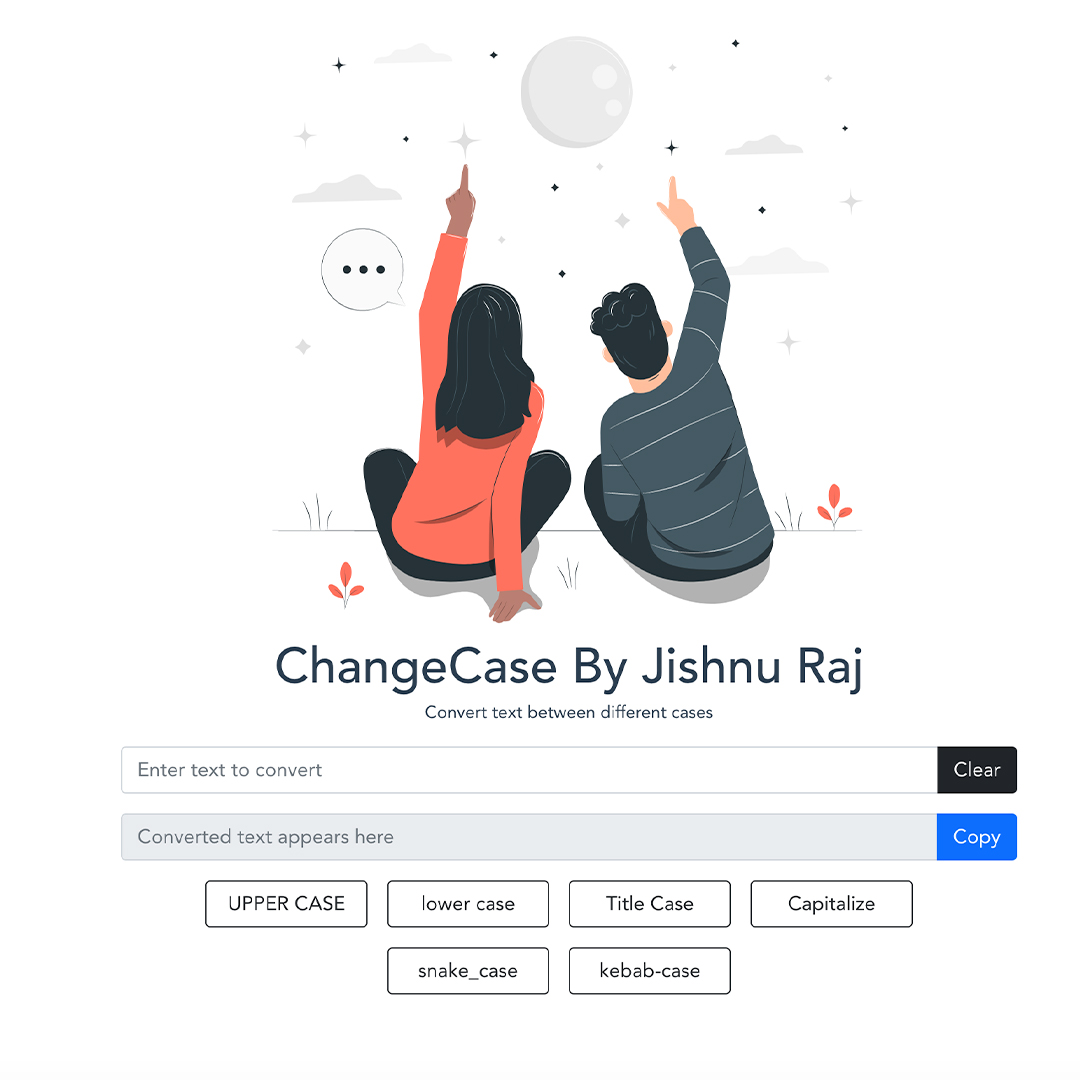 ChangeCase By Jishnu Raj
Convert text between different cases
Enter text to convert Clear
Converted text appears here Copy
UPPER CASE lower case Title Case Capitalize
snake_case kebab-case